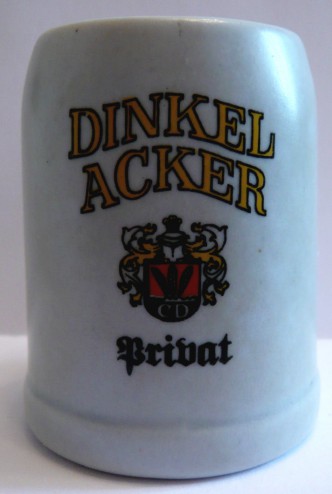 DINKEL
ACKER
CD
Privat